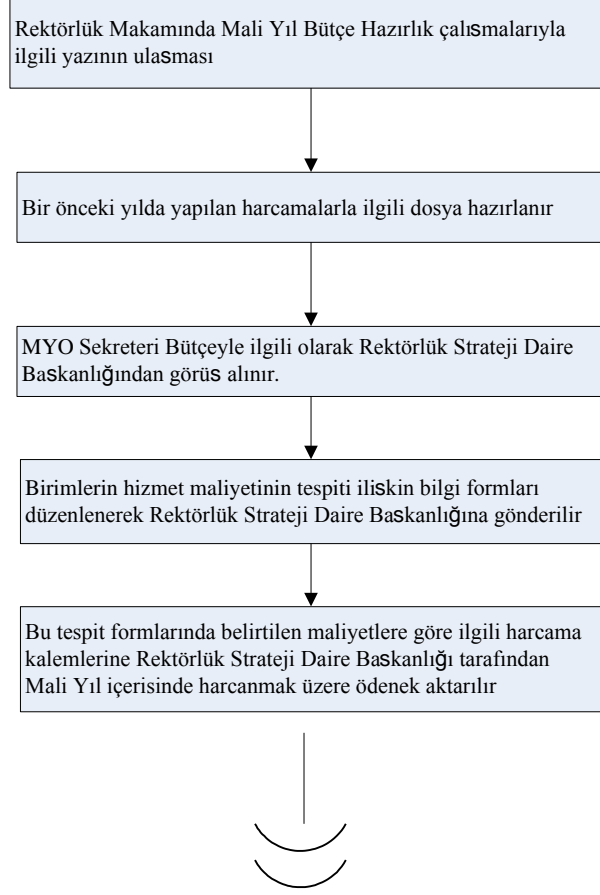 Rektörlük Makamında Mali Yıl Bütçe Hazırlık çalısmalarıyla
ilgili yazının ulasması
Bir önceki yılda yapılan harcamalarla ilgili dosya hazırlanır
MYO Sekreteri Bütçeyle ilgili olarak Rektörlük Strateji Daire
Baskanlığından görüs alınır.
Birimlerin hizmet maliyetinin tespiti iliskin bilgi formları
düzenlenerek Rektörlük Strateji Daire Baskanlığına gönderilir
Bu tespit formlarında belirtilen maliyetlere göre ilgili harcama
kalemlerine Rektörlük Strateji Daire Baskanlığı tarafından
Mali Yıl içerisinde harcanmak üzere ödenek aktarılır